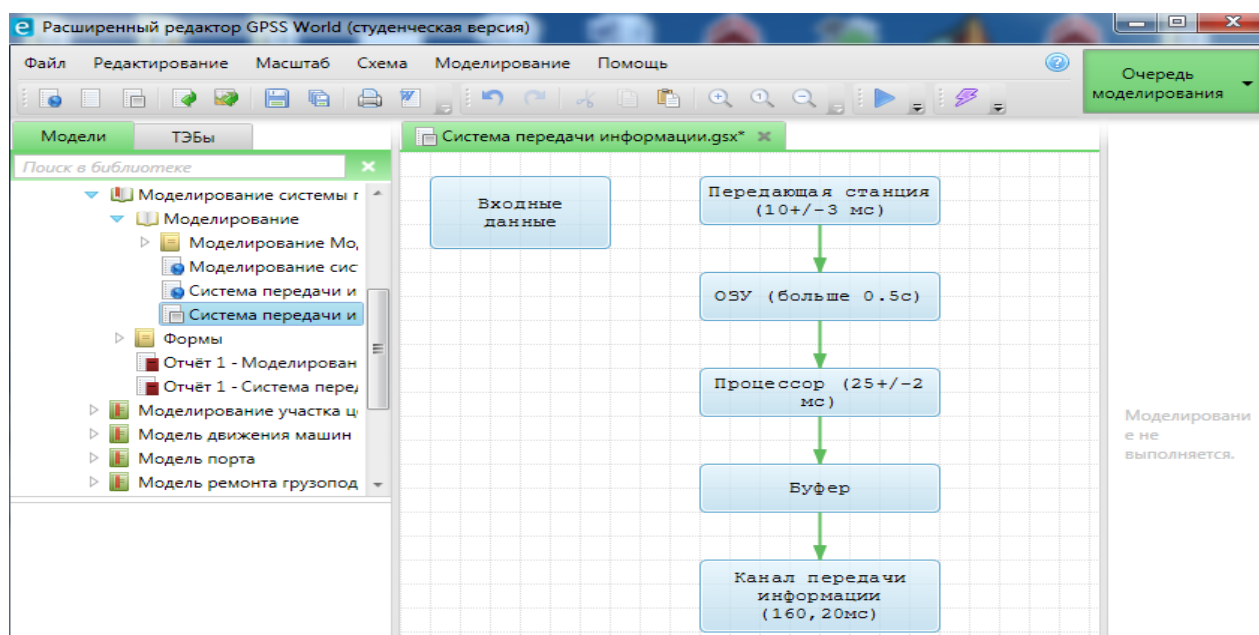 Расширенный редактор GPSS World (студенческая версия)
Файл Редактирование Масштаб Схема Моделирование Помощь
Очередь
моделирования
Модели ТЭБы
Поиск в библиотеке
Моделирование системы г
Моделирование
Моделирование Мо,
Моделирование сис
Система передачи и
Система передачи и
Формы
Отчёт 1 - Моделирован
Отчёт 1 - Система пере
Моделирование участка ц
Модель движения машин
Модель порта
Модель ремонта грузопод
Система передачи информации.gsx*
Входные
данные
Передающая станция
(10+/-3 мс)
ОЗУ (больше 0.5с)
Процессор (25+/-2
мс)
Буфер
Канал передачи
информации
(160,20мс)
Моделировани
е не
выполняется.